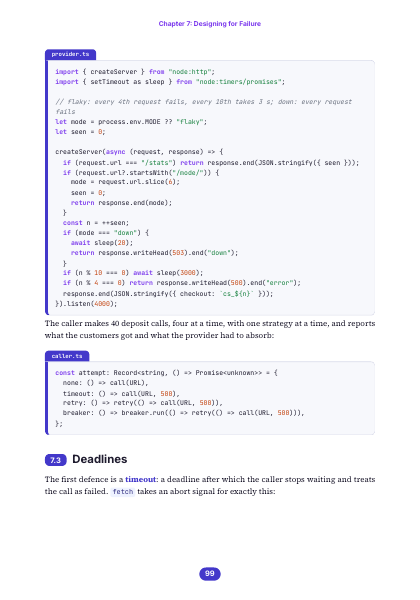 Chapter 7: Designing for Failure
provider.ts
import { createServer } from "node:http";
import { setTimeout as sleep } from "node:timers/promises";
// flaky: every 4th request fails, every 10th takes 3 s; down: every request
fails
let mode = process.env.MODE ?? "flaky";
let seen = 0;
createServer(async (request, response) => {
  if (request.url === "/stats") return response.end(JSON.stringify({ seen }));
  if (request.url?.startsWith("/mode/")) {
    mode = request.url.slice(6);
    seen = 0;
    return response.end(mode);
  }
  const n = ++seen;
  if (mode === "down") {
    await sleep(20);
    return response.writeHead(503).end("down");
  }
  if (n % 10 === 0) await sleep(3000);
  if (n % 4 === 0) return response.writeHead(500).end("error");
  response.end(JSON.stringify({ checkout: `cs_${n}` }));
}).listen(4000);
The caller makes 40 deposit calls, four at a time, with one strategy at a time, and reports
what the customers got and what the provider had to absorb:
caller.ts
const attempt: Record<string, () => Promise<unknown>> = {
  none: () => call(URL),
  timeout: () => call(URL, 500),
  retry: () => retry(() => call(URL, 500)),
  breaker: () => breaker.run(() => retry(() => call(URL, 500))),
};
7.3 Deadlines
The first defence is a timeout: a deadline after which the caller stops waiting and treats
the call as failed. fetch takes an abort signal for exactly this:
99